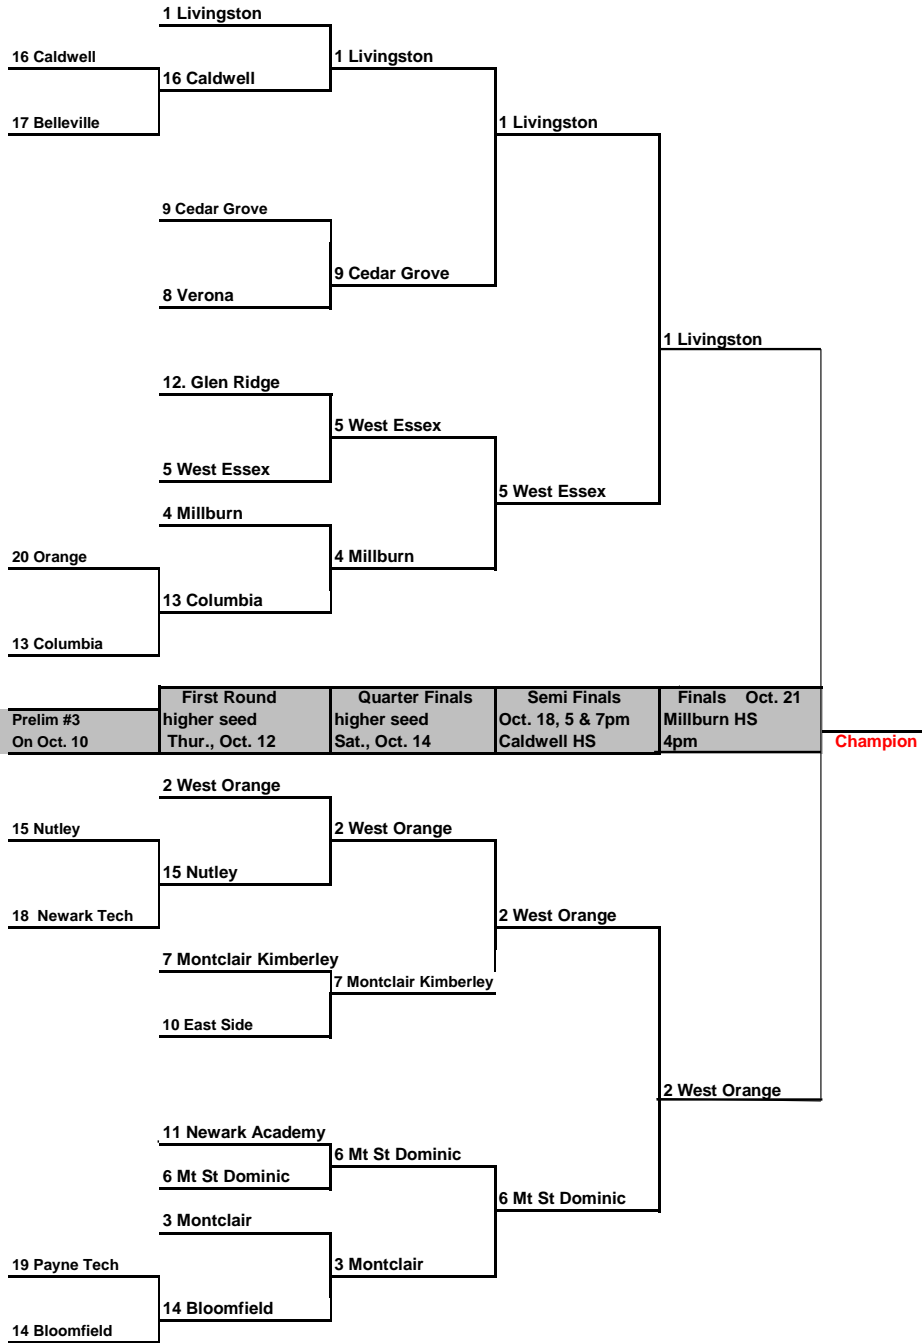 1 Livingston
16 Caldwell
1 Livingston
16 Caldwell
17 Belleville
1 Livingston
9 Cedar Grove
9 Cedar Grove
8 Verona
1 Livingston
12. Glen Ridge
5 West Essex
5 West Essex
5 West Essex
4 Millburn
20 Orange
4 Millburn
13 Columbia
13 Columbia
First Round
higher seed
Thur., Oct. 12
Quarter Finals
higher seed
Sat., Oct. 14
Semi Finals
Oct. 18, 5 & 7pm
Caldwell HS
Finals Oct. 21
Millburn HS
4pm
Prelim #3
On Oct. 10
Champion
2 West Orange
15 Nutley
2 West Orange
15 Nutley
18 Newark Tech
2 West Orange
7 Montclair Kimberley
7 Montclair Kimberley
10 East Side
2 West Orange
11 Newark Academy
6 Mt St Dominic
6 Mt St Dominic
6 Mt St Dominic
3 Montclair
19 Payne Tech
3 Montclair
14 Bloomfield
14 Bloomfield